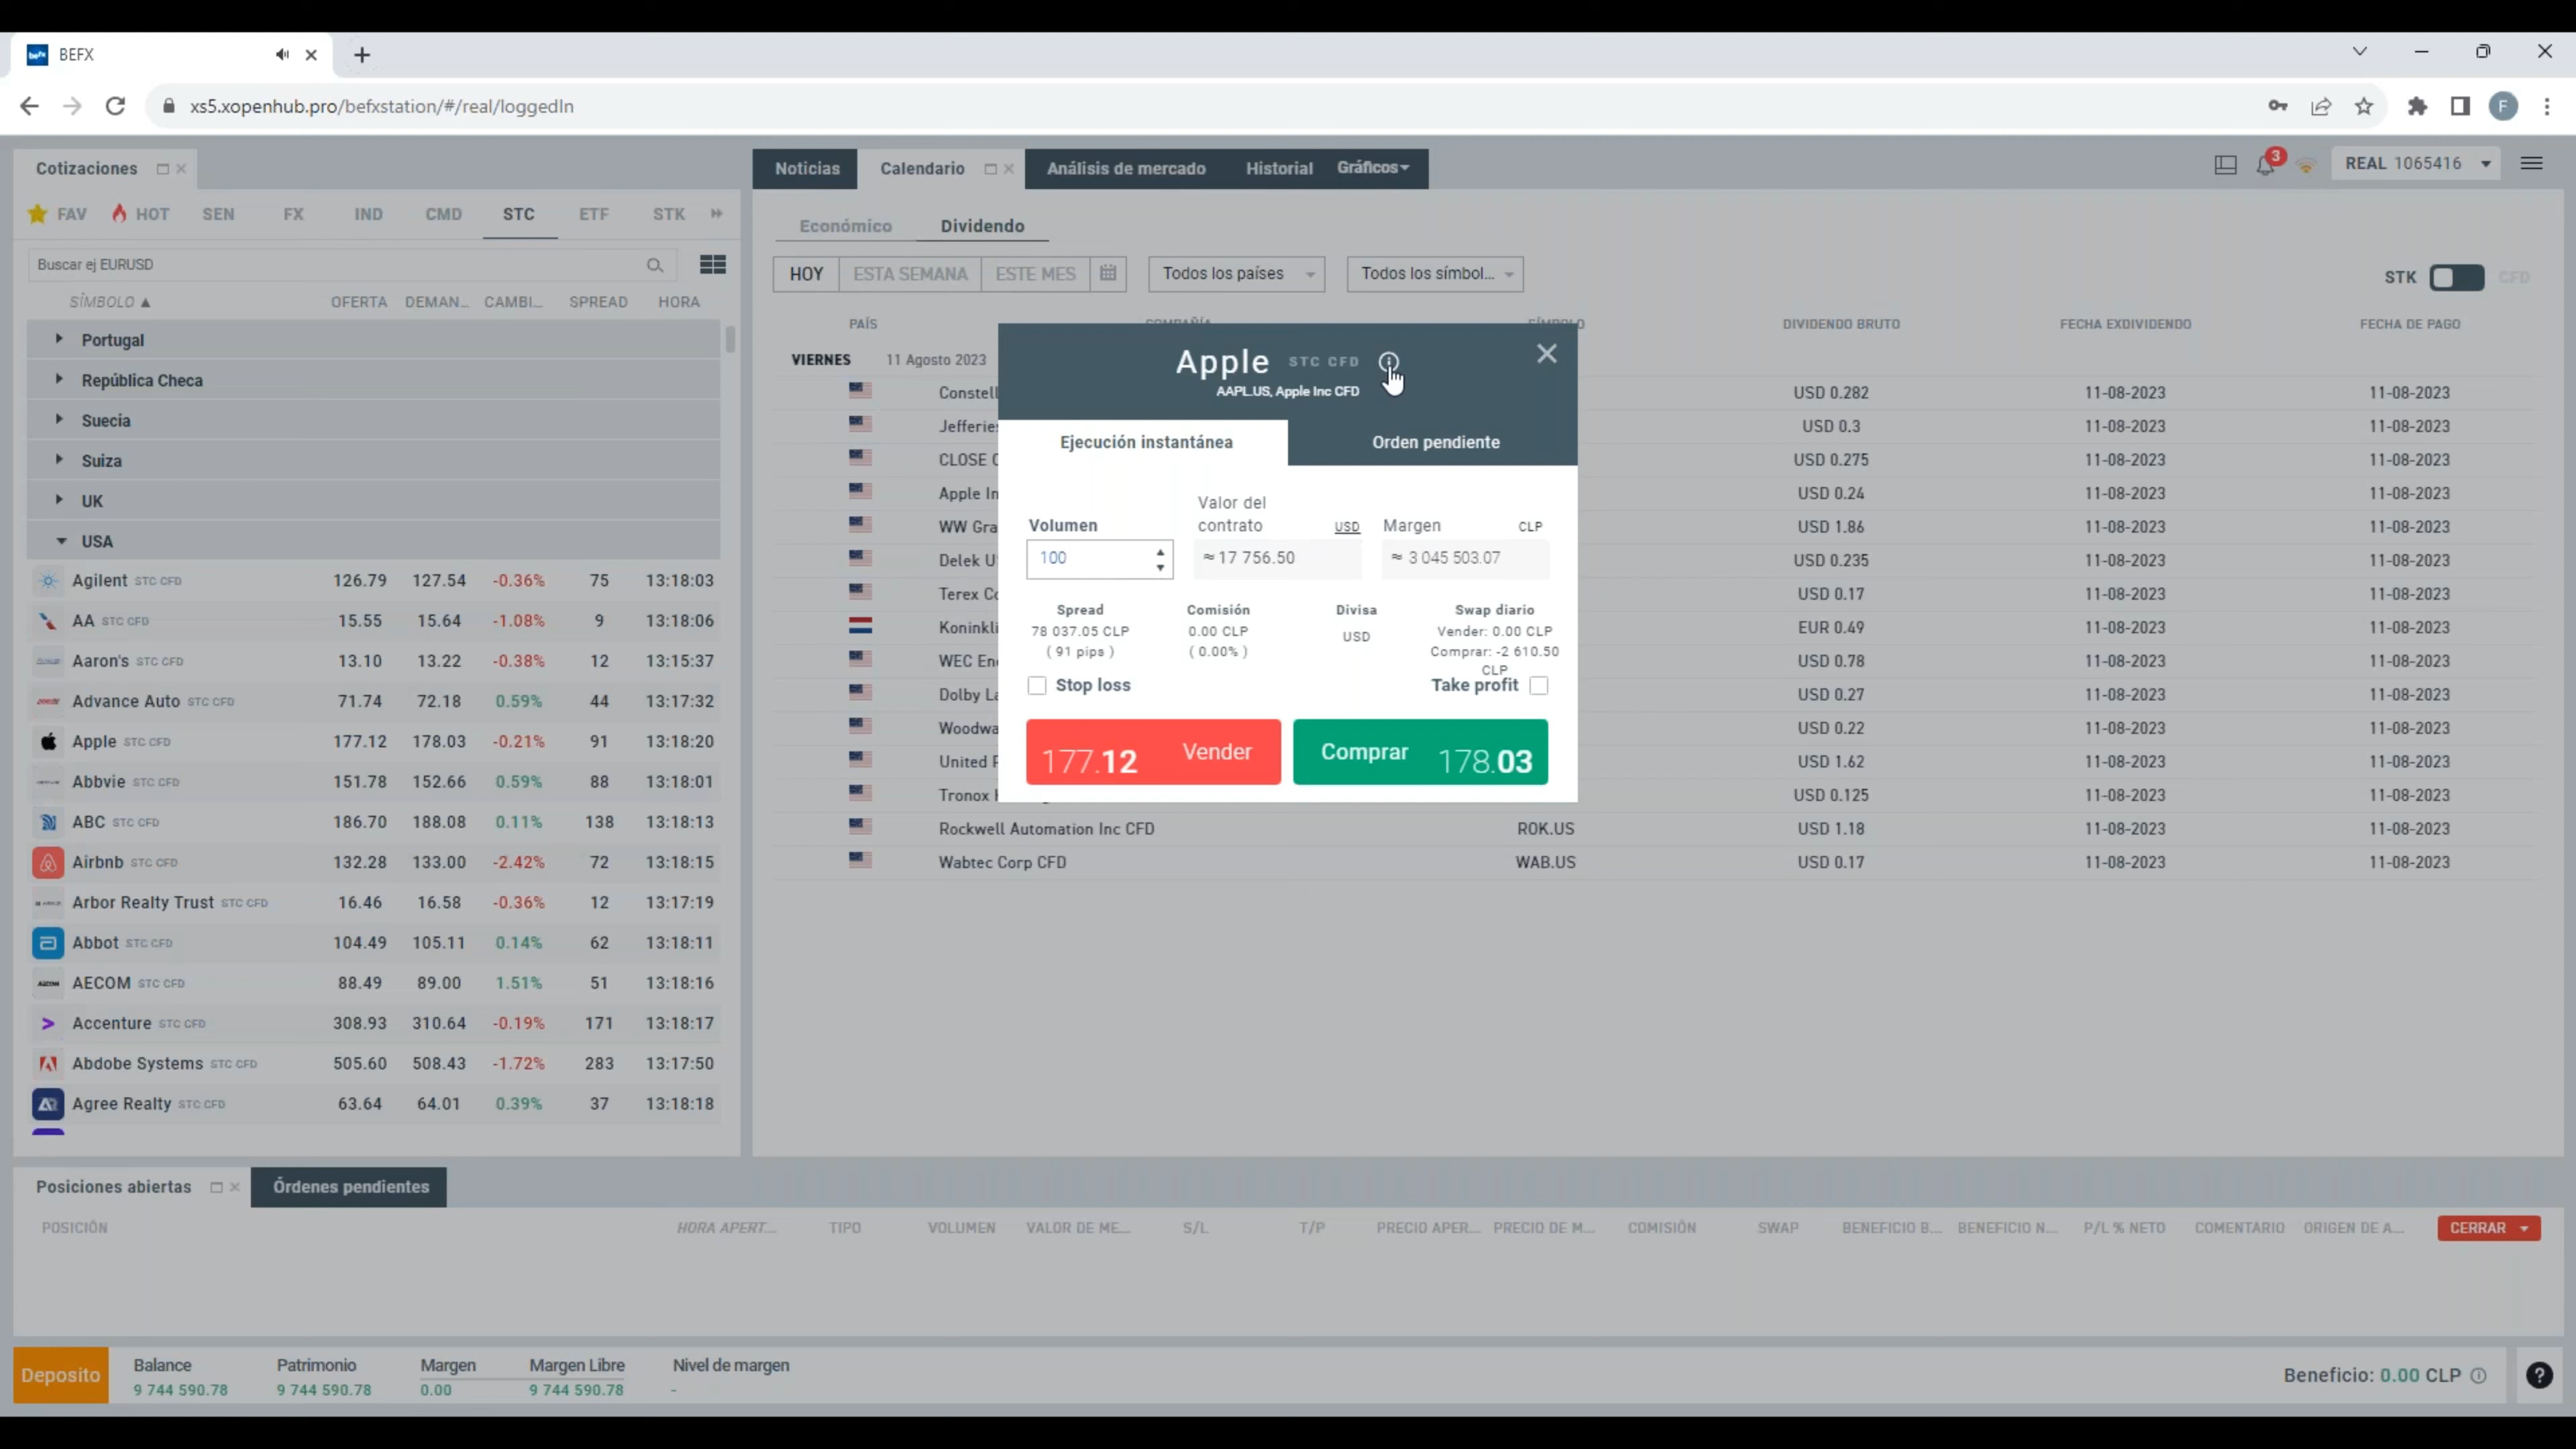 BEFX
xs5.xopenhub.pro/befxstation/#/real/loggedIn
F
Cotizaciones
Noticias Calendario Análisis de mercado Historial Gráficos
3
REAL 1065416
FAV HOT SEN FX IND CMD STC ETF STK
Económico Dividendo
Buscar ej EURUSD
HOY ESTA SEMANA ESTE MES Todos los países Todos los símbol...
STK CFD
SÍMBOLO ▲ OFERTA DEMAN... CAMBI... SPREAD HORA
PAÍS COMPAÑÍA SÍMBOLO DIVIDENDO BRUTO FECHA EXDIVIDENDO FECHA DE PAGO
Portugal
República Checa
Suecia
Suiza
UK
USA
Agilent STC CFD 126.79 127.54 -0.36% 75 13:18:03
AA STC CFD 15.55 15.64 -1.08% 9 13:18:06
Aaron's STC CFD 13.10 13.22 -0.38% 12 13:15:37
Advance Auto STC CFD 71.74 72.18 0.59% 44 13:17:32
Apple STC CFD 177.12 178.03 -0.21% 91 13:18:20
Abbvie STC CFD 151.78 152.66 0.59% 88 13:18:01
ABC STC CFD 186.70 188.08 0.11% 138 13:18:13
Airbnb STC CFD 132.28 133.00 -2.42% 72 13:18:15
Arbor Realty Trust STC CFD 16.46 16.58 -0.36% 12 13:17:19
Abbot STC CFD 104.49 105.11 0.14% 62 13:18:11
AECOM STC CFD 88.49 89.00 1.51% 51 13:18:16
Accenture STC CFD 308.93 310.64 -0.19% 171 13:18:17
Abdobe Systems STC CFD 505.60 508.43 -1.72% 283 13:17:50
Agree Realty STC CFD 63.64 64.01 0.39% 37 13:18:18
VIERNES 11 Agosto 2023
Constell USD 0.282 11-08-2023 11-08-2023
Jefferies USD 0.3 11-08-2023 11-08-2023
CLOSE USD 0.275 11-08-2023 11-08-2023
Apple In USD 0.24 11-08-2023 11-08-2023
WW Gra USD 1.86 11-08-2023 11-08-2023
Delek U USD 0.235 11-08-2023 11-08-2023
Terex Co USD 0.17 11-08-2023 11-08-2023
Koninkli EUR 0.49 11-08-2023 11-08-2023
WEC En USD 0.78 11-08-2023 11-08-2023
Dolby La USD 0.27 11-08-2023 11-08-2023
Woodwa USD 0.22 11-08-2023 11-08-2023
United USD 1.62 11-08-2023 11-08-2023
Tronox USD 0.125 11-08-2023 11-08-2023
Rockwell Automation Inc CFD ROK.US USD 1.18 11-08-2023 11-08-2023
Wabtec Corp CFD WAB.US USD 0.17 11-08-2023 11-08-2023
Apple STC CFD
AAPL.US, Apple Inc CFD
Ejecución instantánea Orden pendiente
Volumen
100
Valor del
contrato USD
≈ 17 756.50
Margen CLP
≈ 3 045 503.07
Spread
78 037.05 CLP
( 91 pips )
Comisión
0.00 CLP
( 0.00% )
Divisa
USD
Swap diario
Vender: 0.00 CLP
Comprar: -2 610.50
CLP
Stop loss Take profit
177.12 Vender Comprar 178.03
Posiciones abiertas Órdenes pendientes
POSICIÓN HORA APERT... TIPO VOLUMEN VALOR DE ME... S/L T/P PRECIO APER... PRECIO DE M... COMISIÓN SWAP BENEFICIO B... BENEFICIO N... P/L % NETO COMENTARIO ORIGEN DE A... CERRAR
Deposito
Balance Patrimonio Margen Margen Libre Nivel de margen
9 744 590.78 9 744 590.78 0.00 9 744 590.78 -
Beneficio: 0.00 CLP